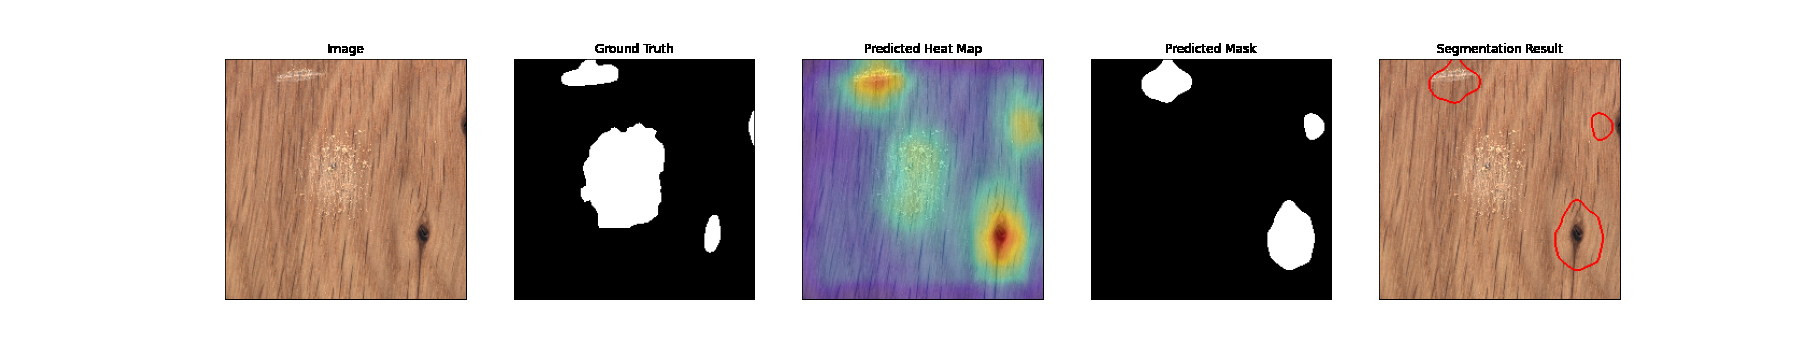 Image
Ground Truth
Predicted Heat Map
Predicted Mask
Segmentation Result